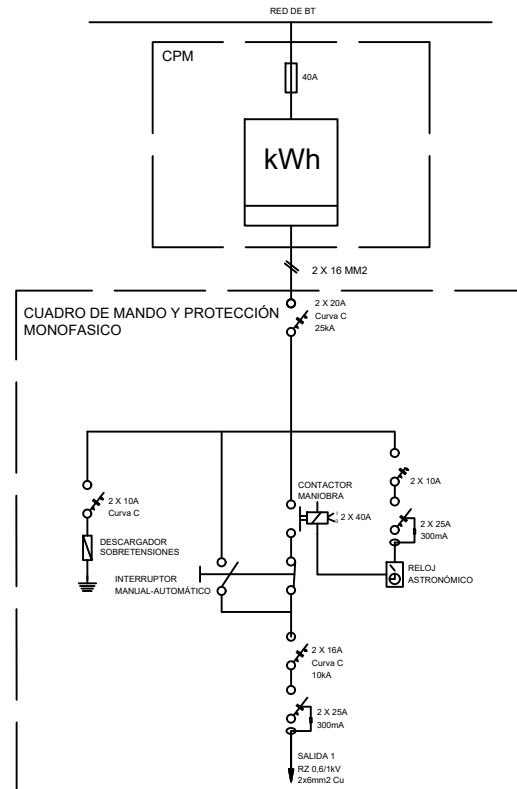 RED DE BT
CPM
40A
kWh
2 X 16 MM2
CUADRO DE MANDO Y PROTECCIÓN
MONOFASICO
2 X 20A
Curva C
25kA
2 X 10A
Curva C
DESCARGADOR
SOBRETENSIONES
INTERRUPTOR
MANUAL-AUTOMÁTICO
CONTACTOR
MANIOBRA
2 X 40A
2 X 10A
2 X 25A
300mA
RELOJ
ASTRONÓMICO
2 X 16A
Curva C
10kA
2 X 25A
300mA
SALIDA 1
RZ 0,6/1kV
2x6mm2 Cu